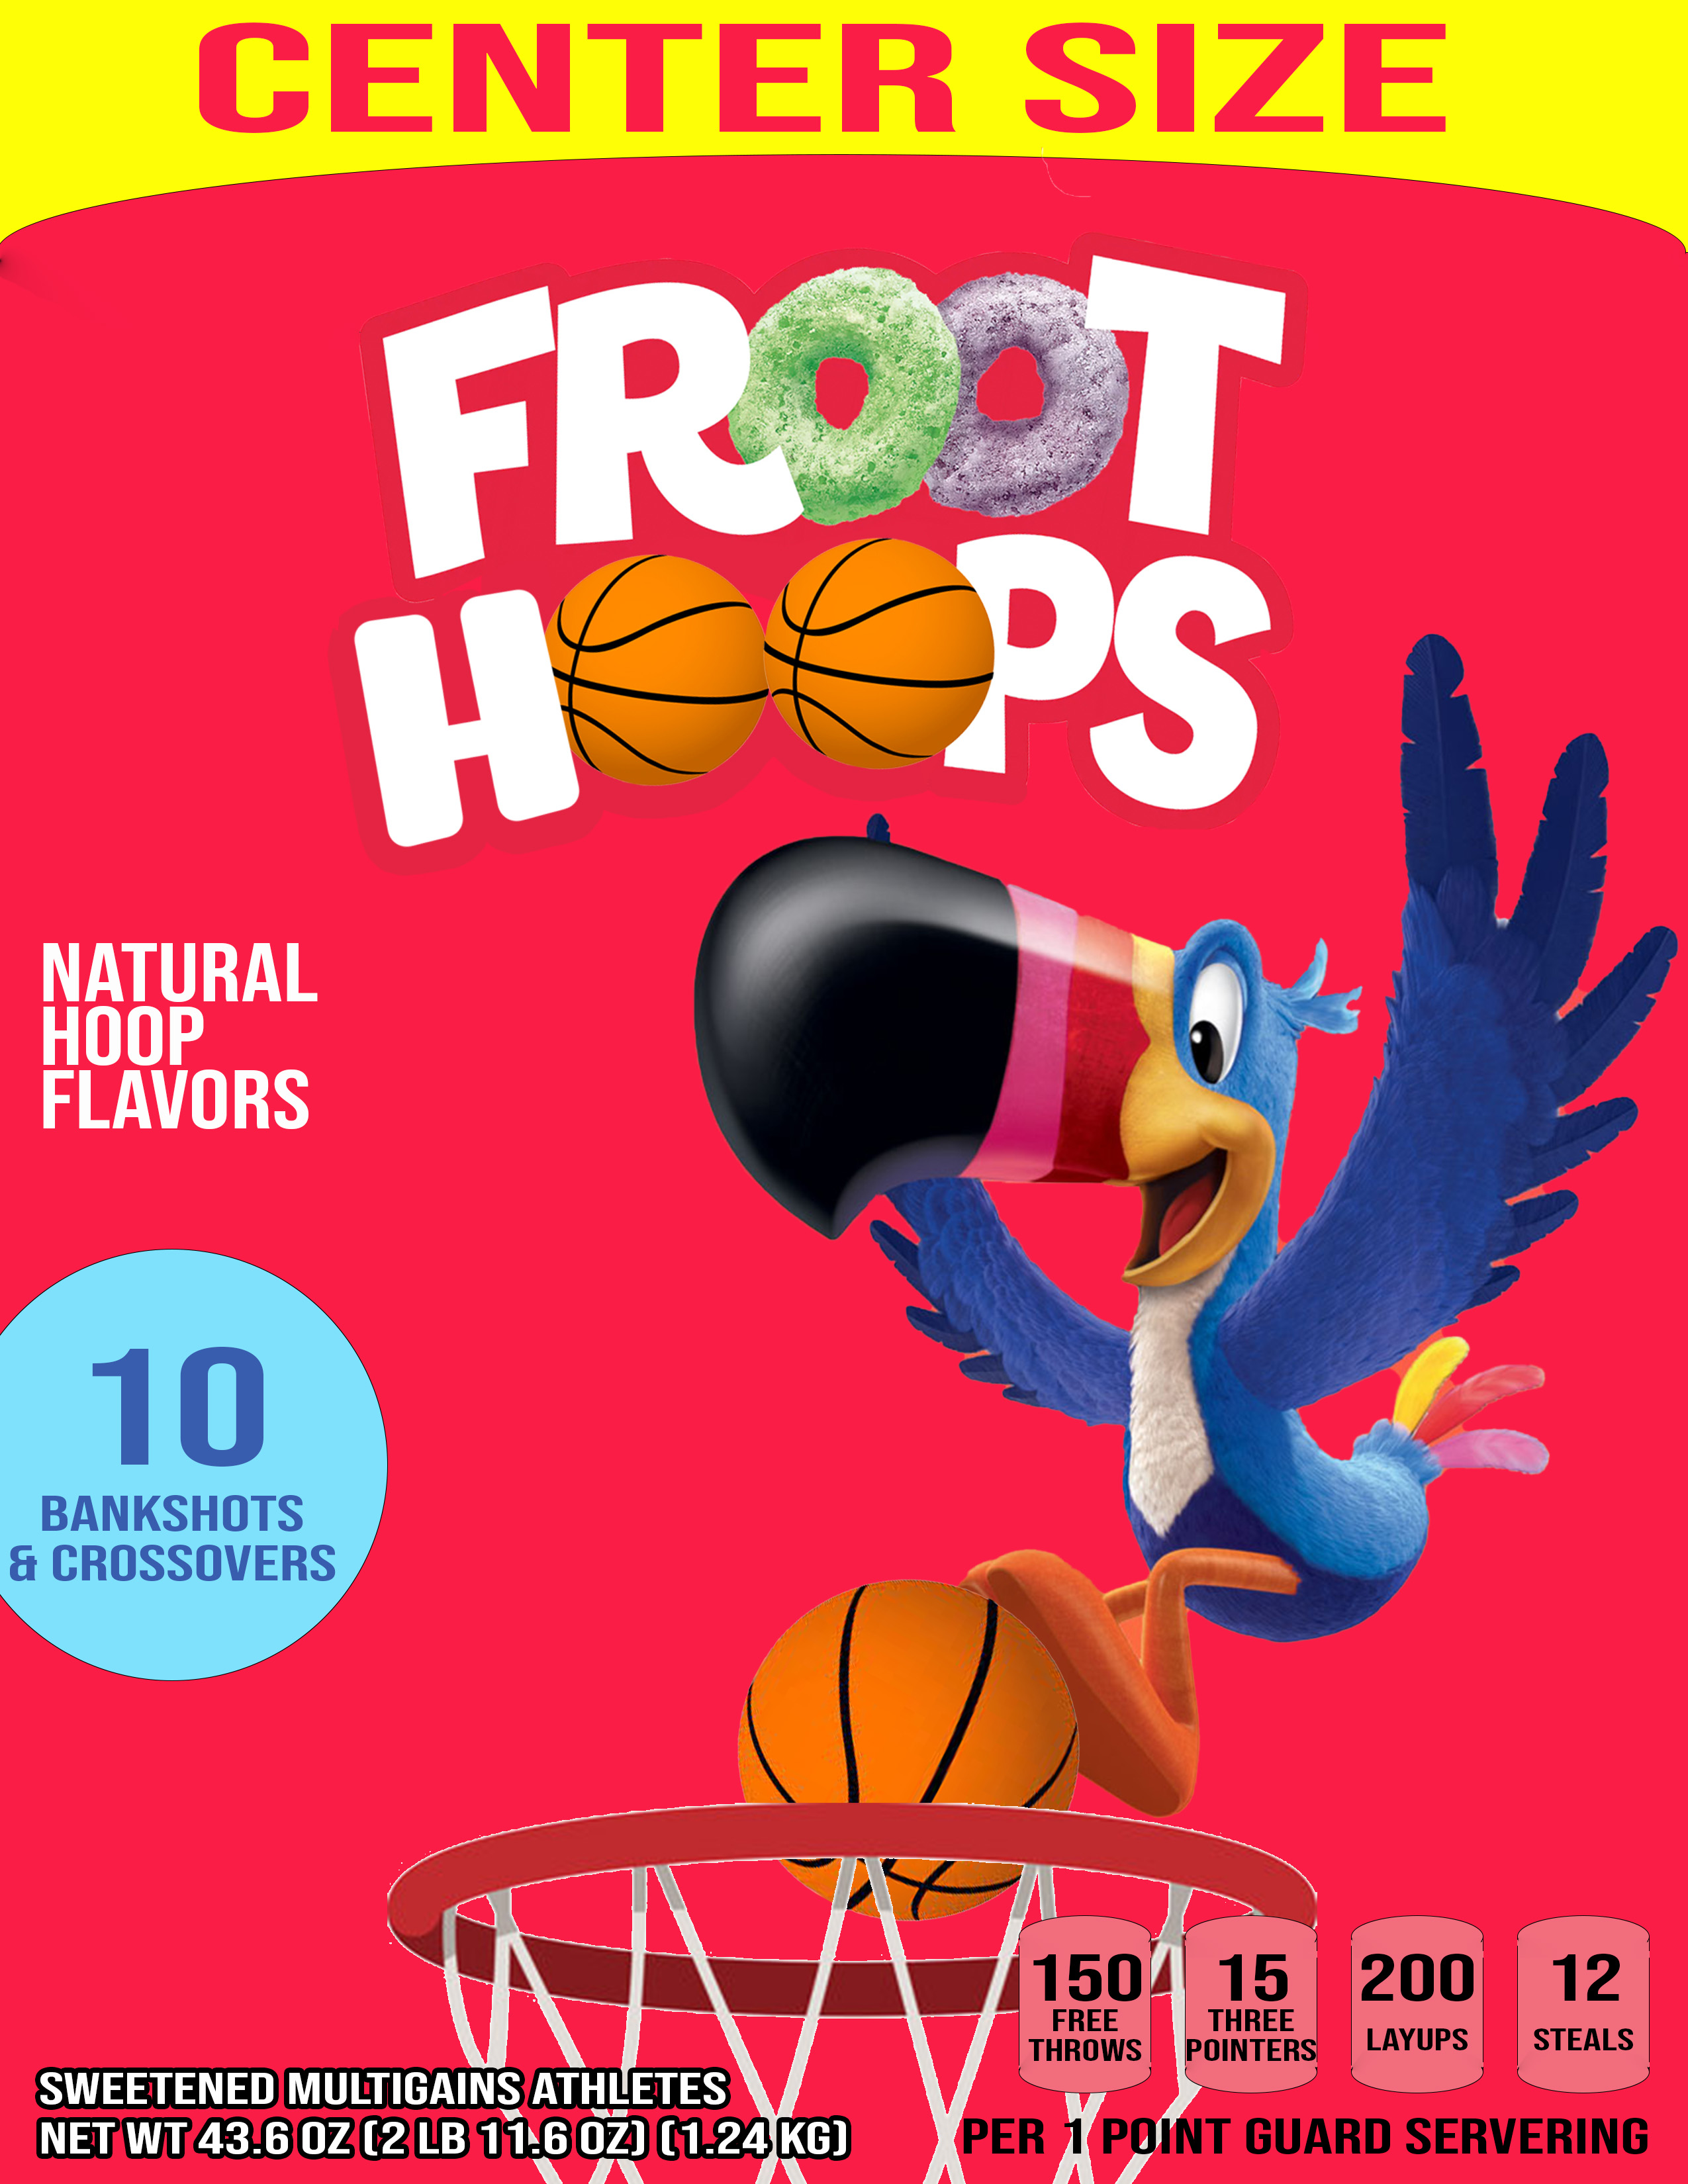 CENTER SIZE
FROOT
HOOPS
NATURAL
HOOP
FLAVORS
10
BANKSHOTS
& CROSSOVERS
150
FREE
THROWS
15
THREE
POINTERS
200
LAYUPS
12
STEALS
SWEETENED MULTIGAINS ATHLETES
NET WT 43.6 OZ (2 LB 11.6 OZ) (1.24 KG)
PER 1 POINT GUARD SERVERING